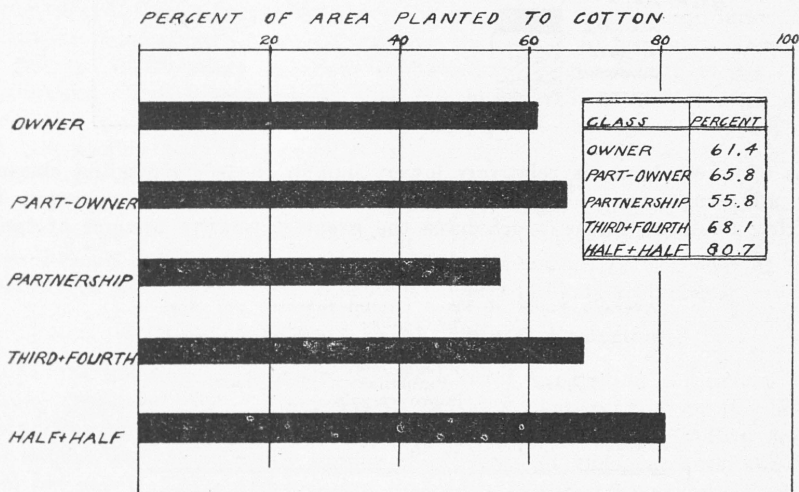 PERCENT OF AREA PLANTED TO COTTON
20 40 60 80 100
OWNER
PART-OWNER
PARTNERSHIP
THIRD+FOURTH
HALF+HALF
CLASS PERCENT
OWNER 61.4
PART-OWNER 65.8
PARTNERSHIP 55.8
THIRD+FOURTH 68.1
HALF+HALF 80.7